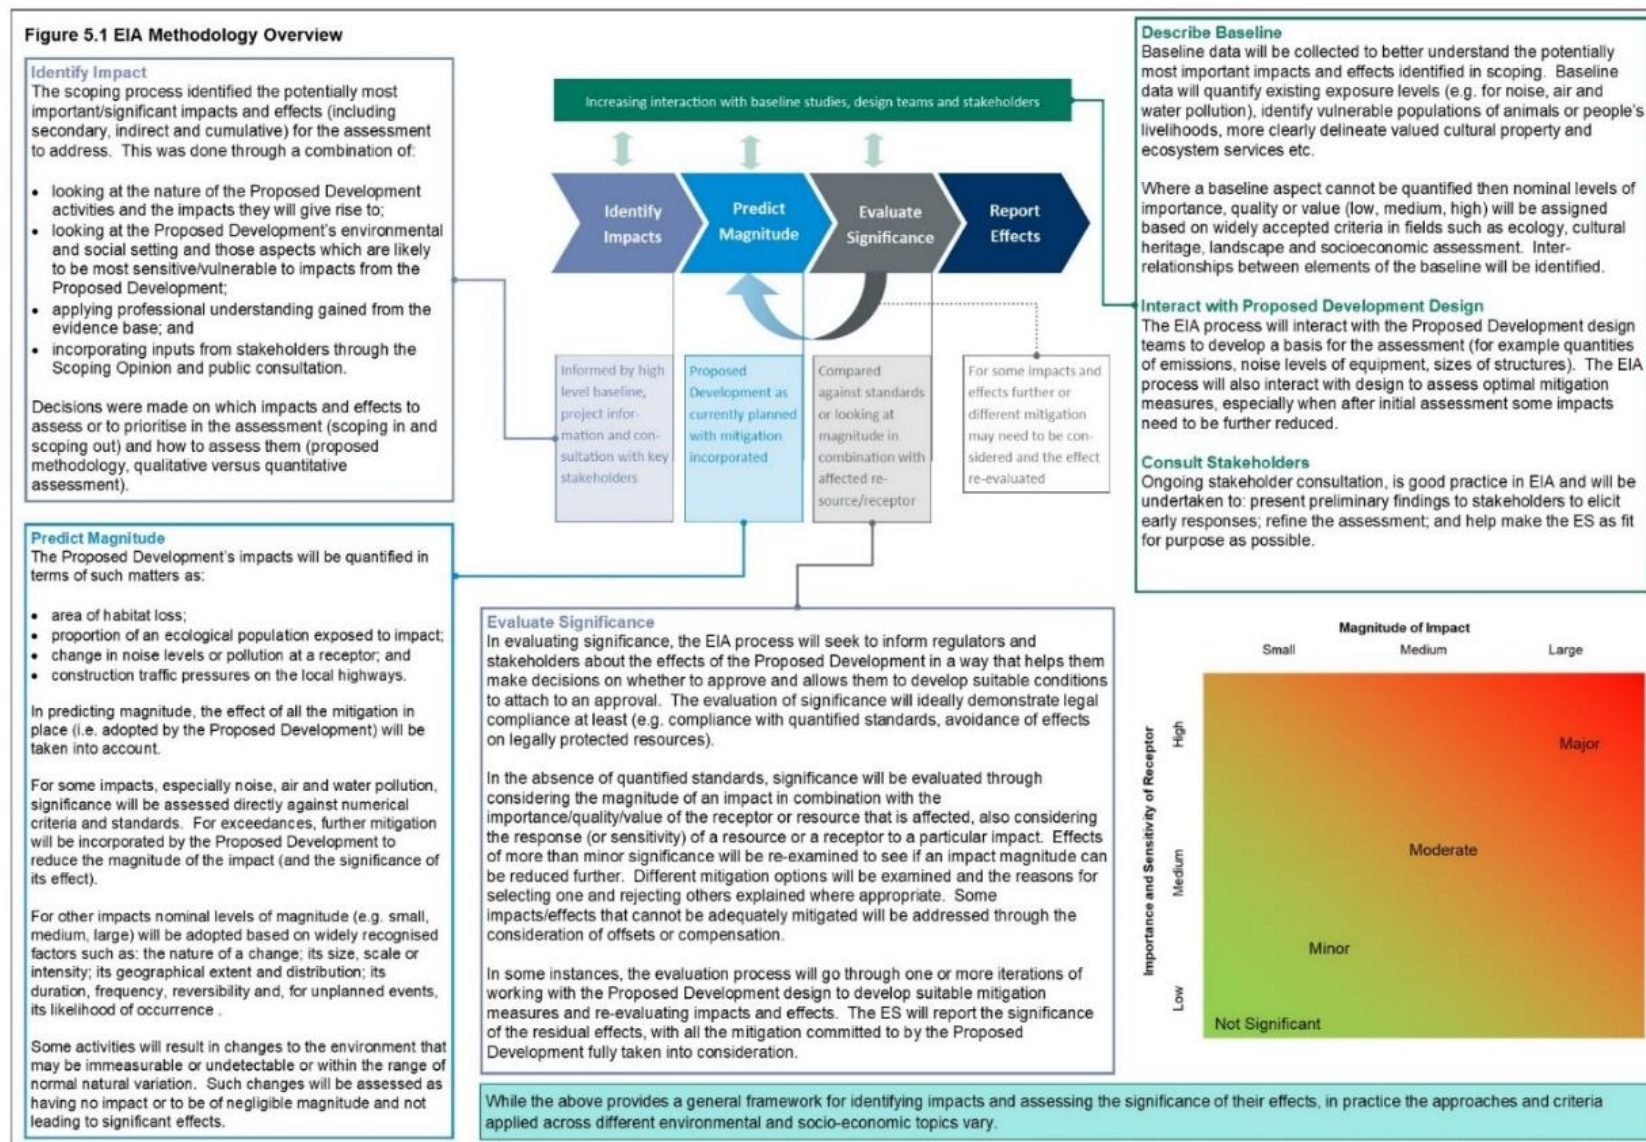 Figure 5.1 EIA Methodology Overview
Identify Impact
The scoping process identified the potentially most
important/significant impacts and effects (including
secondary, indirect and cumulative) for the assessment
to address. This was done through a combination of:
• looking at the nature of the Proposed Development
activities and the impacts they will give rise to;
• looking at the Proposed Development's environmental
and social setting and those aspects which are likely
to be most sensitive/vulnerable to impacts from the
Proposed Development;
• applying professional understanding gained from the
evidence base; and
• incorporating inputs from stakeholders through the
Scoping Opinion and public consultation.
Decisions were made on which impacts and effects to
assess or to prioritise in the assessment (scoping in and
scoping out) and how to assess them (proposed
methodology, qualitative versus quantitative
assessment).
Predict Magnitude
The Proposed Development's impacts will be quantified in
terms of such matters as:
• area of habitat loss;
• proportion of an ecological population exposed to impact;
• change in noise levels or pollution at a receptor; and
• construction traffic pressures on the local highways.
In predicting magnitude, the effect of all the mitigation in
place (i.e. adopted by the Proposed Development) will be
taken into account.
For some impacts, especially noise, air and water pollution,
significance will be assessed directly against numerical
criteria and standards. For exceedances, further mitigation
will be incorporated by the Proposed Development to
reduce the magnitude of the impact (and the significance of
its effect).
For other impacts nominal levels of magnitude (e.g. small,
medium, large) will be adopted based on widely recognised
factors such as: the nature of a change; its size, scale or
intensity; its geographical extent and distribution; its
duration, frequency, reversibility and, for unplanned events,
its likelihood of occurrence .
Some activities will result in changes to the environment that
may be immeasurable or undetectable or within the range of
normal natural variation. Such changes will be assessed as
having no impact or to be of negligible magnitude and not
leading to significant effects.
Increasing interaction with baseline studies, design teams and stakeholders
Identify
Impacts
Predict
Magnitude
Evaluate
Significance
Report
Effects
Informed by high
level baseline,
project infor-
mation and con-
sultation with key
stakeholders
Proposed
Development as
currently planned
with mitigation
incorporated
Compared
against standards
or looking at
magnitude in
combination with
affected re-
source/receptor
For some impacts and
effects further or
different mitigation
may need to be con-
sidered and the effect
re-evaluated
Evaluate Significance
In evaluating significance, the EIA process will seek to inform regulators and
stakeholders about the effects of the Proposed Development in a way that helps them
make decisions on whether to approve and allows them to develop suitable conditions
to attach to an approval. The evaluation of significance will ideally demonstrate legal
compliance at least (e.g. compliance with quantified standards, avoidance of effects
on legally protected resources).
In the absence of quantified standards, significance will be evaluated through
considering the magnitude of an impact in combination with the
importance/quality/value of the receptor or resource that is affected, also considering
the response (or sensitivity) of a resource or a receptor to a particular impact. Effects
of more than minor significance will be re-examined to see if an impact magnitude can
be reduced further. Different mitigation options will be examined and the reasons for
selecting one and rejecting others explained where appropriate. Some
impacts/effects that cannot be adequately mitigated will be addressed through the
consideration of offsets or compensation.
In some instances, the evaluation process will go through one or more iterations of
working with the Proposed Development design to develop suitable mitigation
measures and re-evaluating impacts and effects. The ES will report the significance
of the residual effects, with all the mitigation committed to by the Proposed
Development fully taken into consideration.
Describe Baseline
Baseline data will be collected to better understand the potentially
most important impacts and effects identified in scoping. Baseline
data will quantify existing exposure levels (e.g. for noise, air and
water pollution), identify vulnerable populations of animals or people's
livelihoods, more clearly delineate valued cultural property and
ecosystem services etc.
Where a baseline aspect cannot be quantified then nominal levels of
importance, quality or value (low, medium, high) will be assigned
based on widely accepted criteria in fields such as ecology, cultural
heritage, landscape and socioeconomic assessment. Inter-
relationships between elements of the baseline will be identified.
Interact with Proposed Development Design
The EIA process will interact with the Proposed Development design
teams to develop a basis for the assessment (for example quantities
of emissions, noise levels of equipment, sizes of structures). The EIA
process will also interact with design to assess optimal mitigation
measures, especially when after initial assessment some impacts
need to be further reduced.
Consult Stakeholders
Ongoing stakeholder consultation, is good practice in EIA and will be
undertaken to: present preliminary findings to stakeholders to elicit
early responses; refine the assessment; and help make the ES as fit
for purpose as possible.
Magnitude of Impact
Small Medium Large
Importance and Sensitivity of Receptor
High
Medium
Low
Major
Moderate
Minor
Not Significant
While the above provides a general framework for identifying impacts and assessing the significance of their effects, in practice the approaches and criteria
applied across different environmental and socio-economic topics vary.